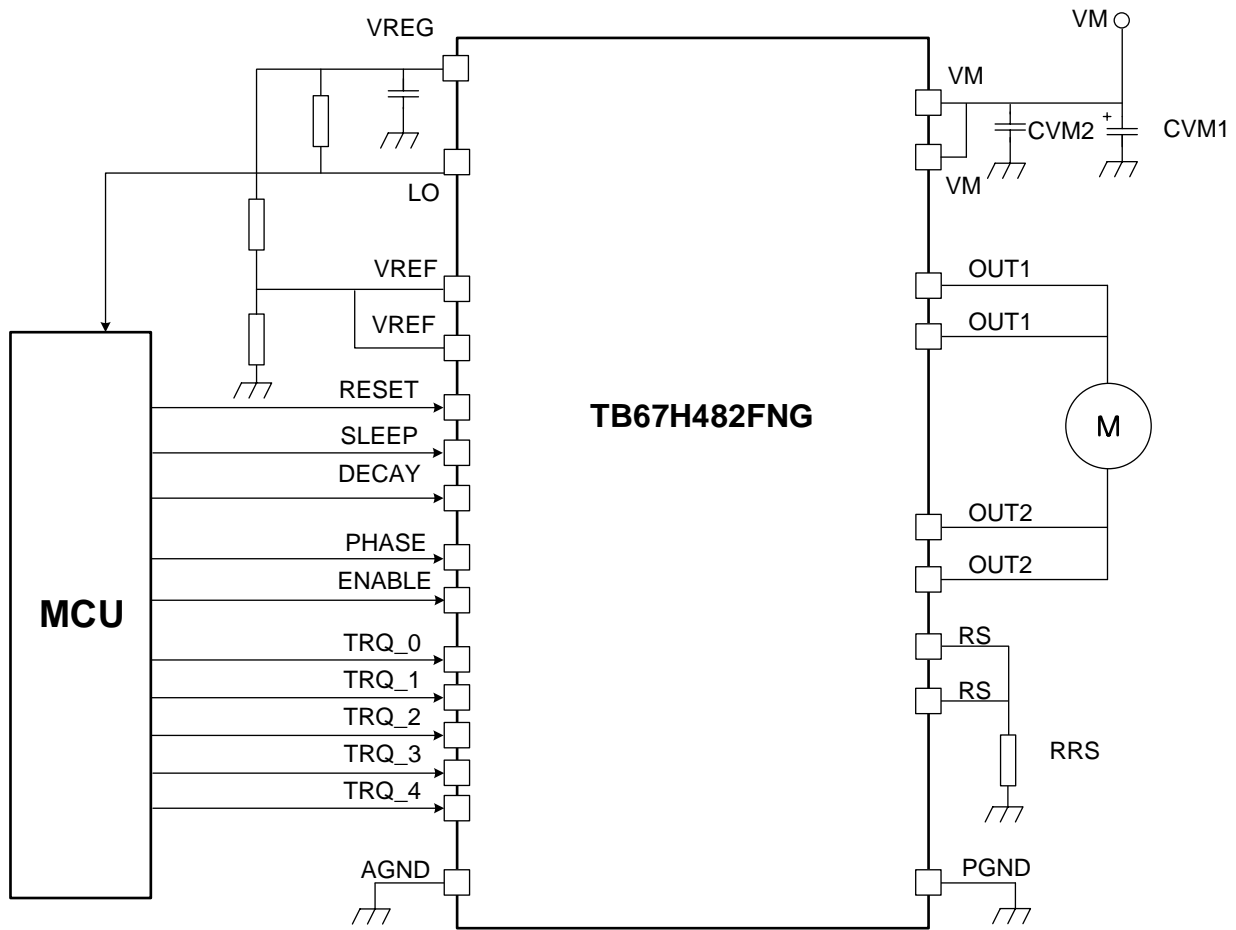 VREG
LO
VREF
VREF
RESET
SLEEP
DECAY
PHASE
ENABLE
TRQ_0
TRQ_1
TRQ_2
TRQ_3
TRQ_4
AGND
MCU
TB67H482FNG
VM
VM
CVM2
+
CVM1
VM
OUT1
OUT1
M
OUT2
OUT2
RS
RS
RRS
PGND